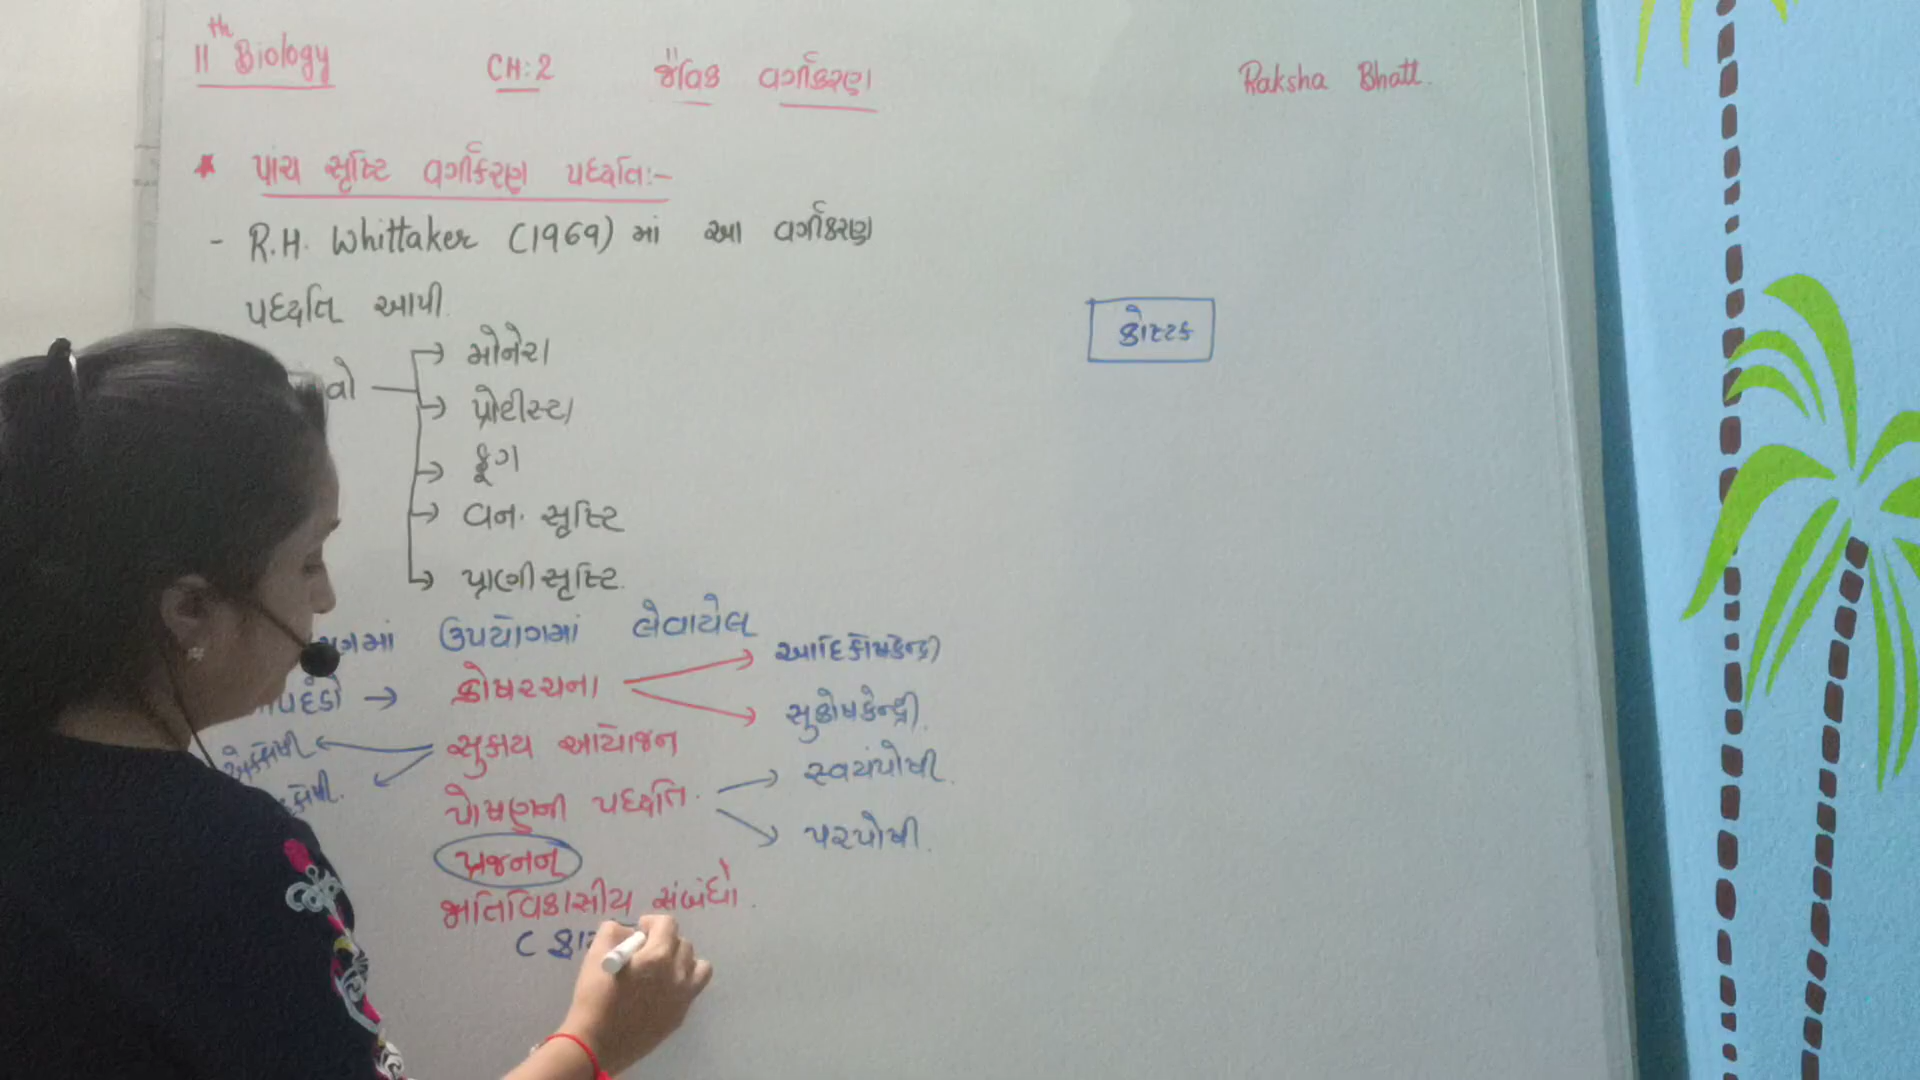 11th Biology CH:2 "જૈવિક વર્ગીકરણ Raksha Bhatt.
* પાંચ સૃષ્ટિ વર્ગીકરણ પદ્ધતિ:-
- R.H. Whittaker (1969) માં આ વર્ગીકરણ
પદ્ધતિ આપી.
કોષ્ટક
→ મોનેરા
→ પ્રોટીસ્ટા
→ ફૂગ
→ વન. સૃષ્ટિ
→ પ્રાણીસૃષ્ટિ.
ઉપયોગમાં લેવાયેલ
→ કોષરચના
આદિકોષકેન્દ્રી
સુકોષકેન્દ્રી.
સુકાય આયોજન
એકકોષી
પોષણની પદ્ધતિ.
સ્વયંપોષી.
પરપોષી.
પ્રજનન
જાતિવિકાસીય સંબંધો.